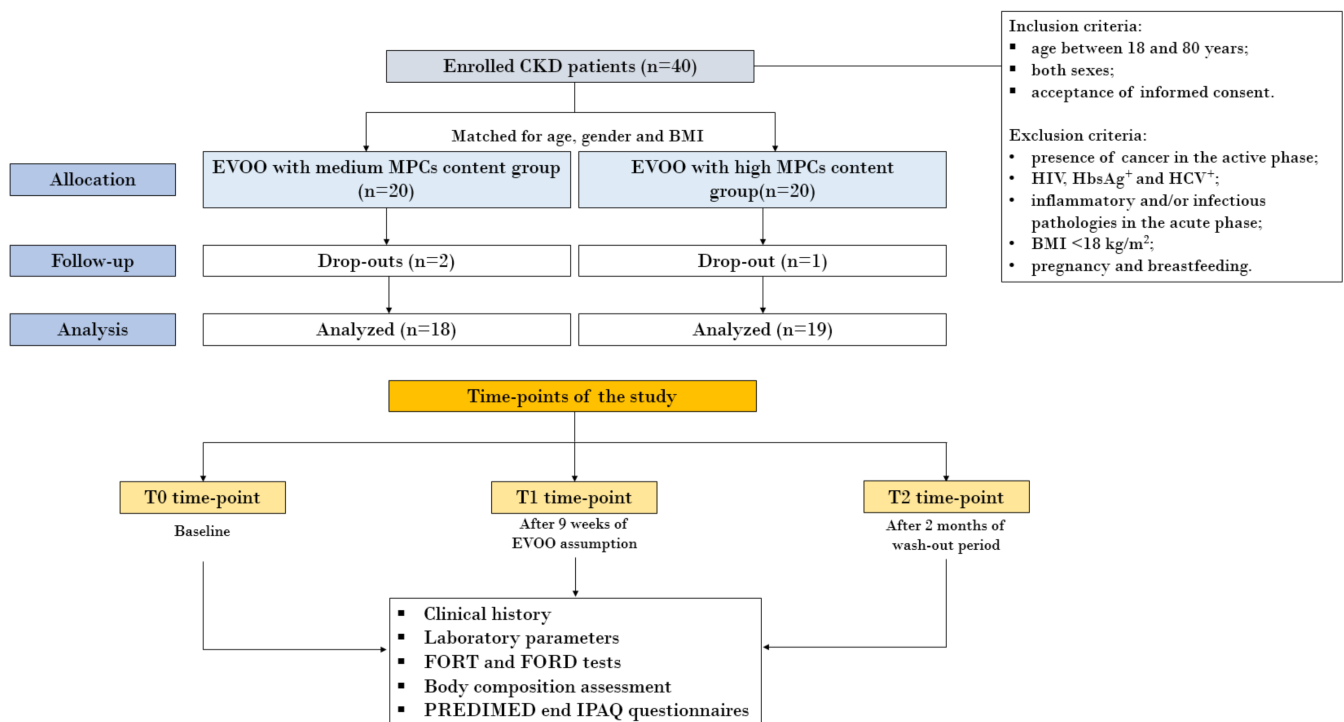 Enrolled CKD patients (n=40)
Inclusion criteria:
▪ age between 18 and 80 years;
▪ both sexes;
▪ acceptance of informed consent.
Exclusion criteria:
• presence of cancer in the active phase;
• HIV, HbsAg⁺ and HCV⁺;
• inflammatory and/or infectious
pathologies in the acute phase;
• BMI <18 kg/m²;
• pregnancy and breastfeeding.
Matched for age, gender and BMI
Allocation
EVOO with medium MPCs content group
(n=20)
EVOO with high MPCs content
group(n=20)
Follow-up
Drop-outs (n=2)
Drop-out (n=1)
Analysis
Analyzed (n=18)
Analyzed (n=19)
Time-points of the study
T0 time-point
Baseline
T1 time-point
After 9 weeks of
EVOO assumption
T2 time-point
After 2 months of
wash-out period
▪ Clinical history
▪ Laboratory parameters
▪ FORT and FORD tests
▪ Body composition assessment
▪ PREDIMED end IPAQ questionnaires